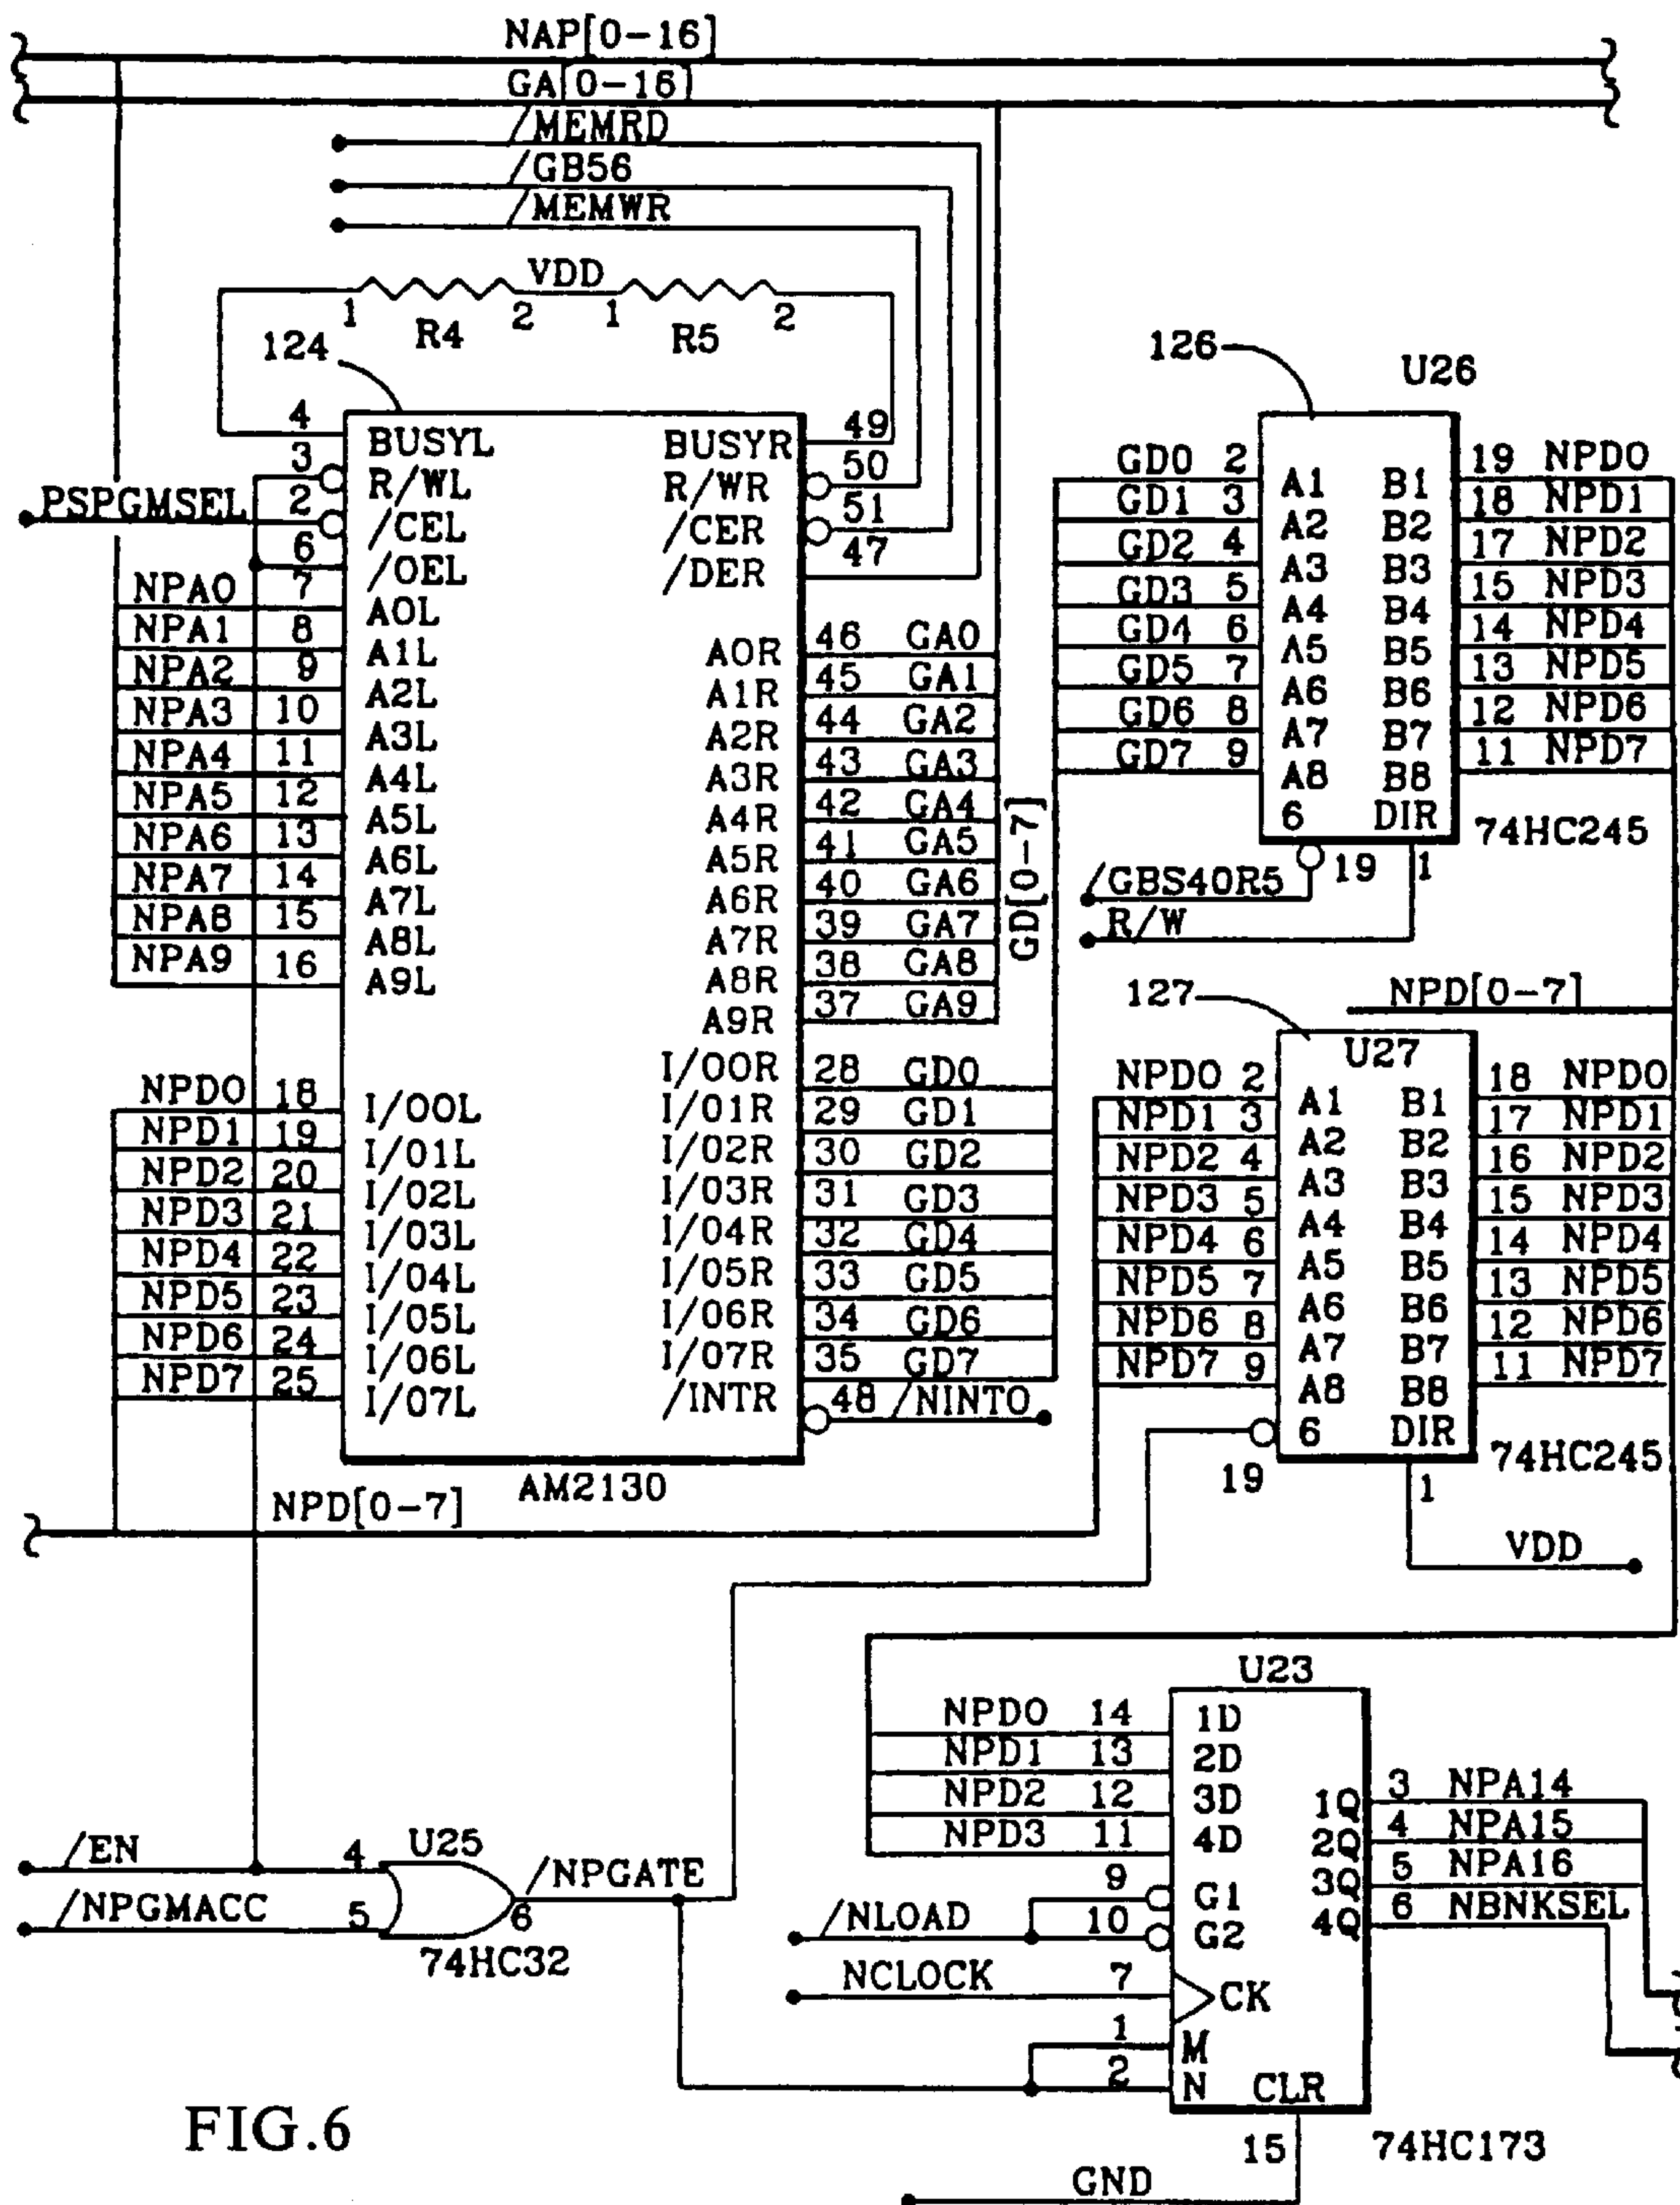 NAP[0-16]
GA[0-16]
/MEMRD
/GB56
/MEMWR
VDD
1 R4 2 1 R5 2
124
4 BUSYL
3 R/WL
PSPGMSEL 2 /CEL
6 /OEL
NPA0 7 A0L
NPA1 8 A1L
NPA2 9 A2L
NPA3 10 A3L
NPA4 11 A4L
NPA5 12 A5L
NPA6 13 A6L
NPA7 14 A7L
NPA8 15 A8L
NPA9 16 A9L
NPD0 18 I/O0L
NPD1 19 I/O1L
NPD2 20 I/O2L
NPD3 21 I/O3L
NPD4 22 I/O4L
NPD5 23 I/O5L
NPD6 24 I/O6L
NPD7 25 I/O7L
BUSYR 49
R/WR 50
/CER 51
/DER 47
A0R 46 GA0
A1R 45 GA1
A2R 44 GA2
A3R 43 GA3
A4R 42 GA4
A5R 41 GA5
A6R 40 GA6
A7R 39 GA7
A8R 38 GA8
A9R 37 GA9
I/O0R 28 GD0
I/O1R 29 GD1
I/O2R 30 GD2
I/O3R 31 GD3
I/O4R 32 GD4
I/O5R 33 GD5
I/O6R 34 GD6
I/O7R 35 GD7
/INTR 48 /NINTO
AM2130
NPD[0-7]
GD[0-7]
126
U26
GD0 2 A1 B1 19 NPD0
GD1 3 A2 B2 18 NPD1
GD2 4 A3 B3 17 NPD2
GD3 5 A4 B4 15 NPD3
GD4 6 A5 B5 14 NPD4
GD5 7 A6 B6 13 NPD5
GD6 8 A7 B7 12 NPD6
GD7 9 A8 B8 11 NPD7
6 DIR
74HC245
/GBS40R5 19 1
R/W
127
NPD[0-7]
U27
NPD0 2 A1 B1 18 NPD0
NPD1 3 A2 B2 17 NPD1
NPD2 4 A3 B3 16 NPD2
NPD3 5 A4 B4 15 NPD3
NPD4 6 A5 B5 14 NPD4
NPD5 7 A6 B6 13 NPD5
NPD6 8 A7 B7 12 NPD6
NPD7 9 A8 B8 11 NPD7
6 DIR
74HC245
19 1
VDD
/EN 4 U25
/NPGMACC 5
6 /NPGATE
74HC32
U23
NPD0 14 1D
NPD1 13 2D
NPD2 12 3D
NPD3 11 4D
1Q 3 NPA14
2Q 4 NPA15
3Q 5 NPA16
4Q 6 NBNKSEL
9 G1
/NLOAD 10 G2
NCLOCK 7 CK
1 M
2 N
CLR
15
74HC173
GND
FIG.6